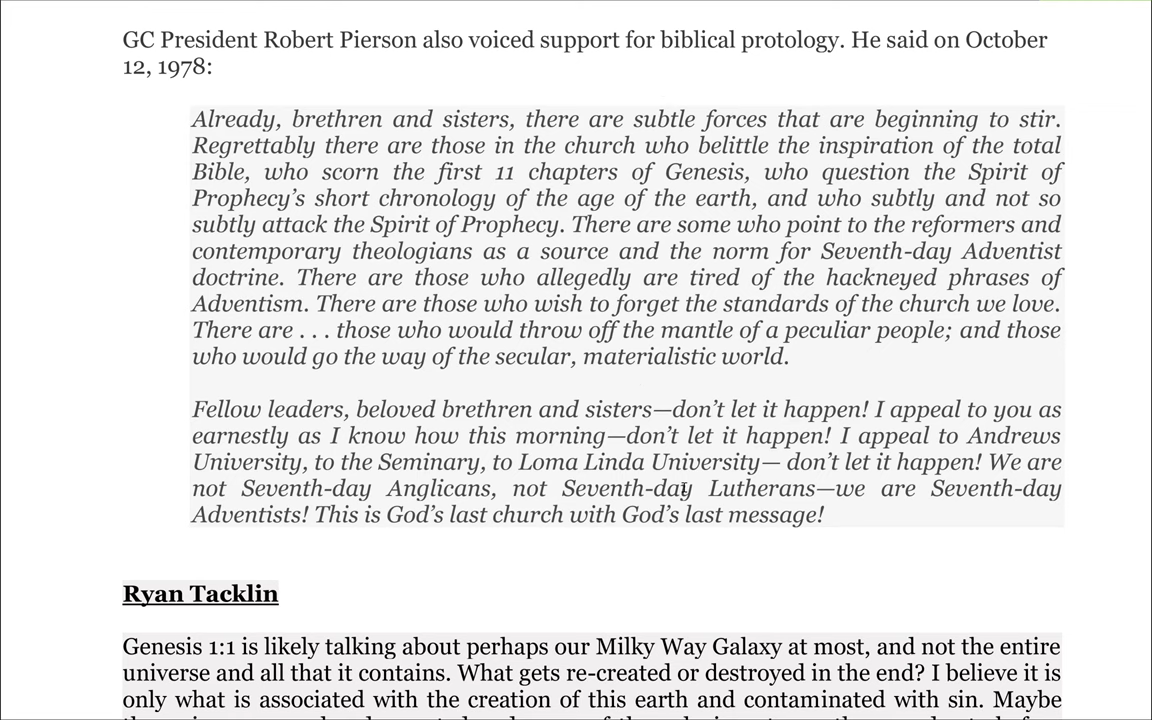 GC President Robert Pierson also voiced support for biblical protology. He said on October
12, 1978:
Already, brethren and sisters, there are subtle forces that are beginning to stir.
Regrettably there are those in the church who belittle the inspiration of the total
Bible, who scorn the first 11 chapters of Genesis, who question the Spirit of
Prophecy’s short chronology of the age of the earth, and who subtly and not so
subtly attack the Spirit of Prophecy. There are some who point to the reformers and
contemporary theologians as a source and the norm for Seventh-day Adventist
doctrine. There are those who allegedly are tired of the hackneyed phrases of
Adventism. There are those who wish to forget the standards of the church we love.
There are . . . those who would throw off the mantle of a peculiar people; and those
who would go the way of the secular, materialistic world.
Fellow leaders, beloved brethren and sisters—don’t let it happen! I appeal to you as
earnestly as I know how this morning—don’t let it happen! I appeal to Andrews
University, to the Seminary, to Loma Linda University— don’t let it happen! We are
not Seventh-day Anglicans, not Seventh-day Lutherans—we are Seventh-day
Adventists! This is God’s last church with God’s last message!
Ryan Tacklin
Genesis 1:1 is likely talking about perhaps our Milky Way Galaxy at most, and not the entire
universe and all that it contains. What gets re-created or destroyed in the end? I believe it is
only what is associated with the creation of this earth and contaminated with sin. Maybe